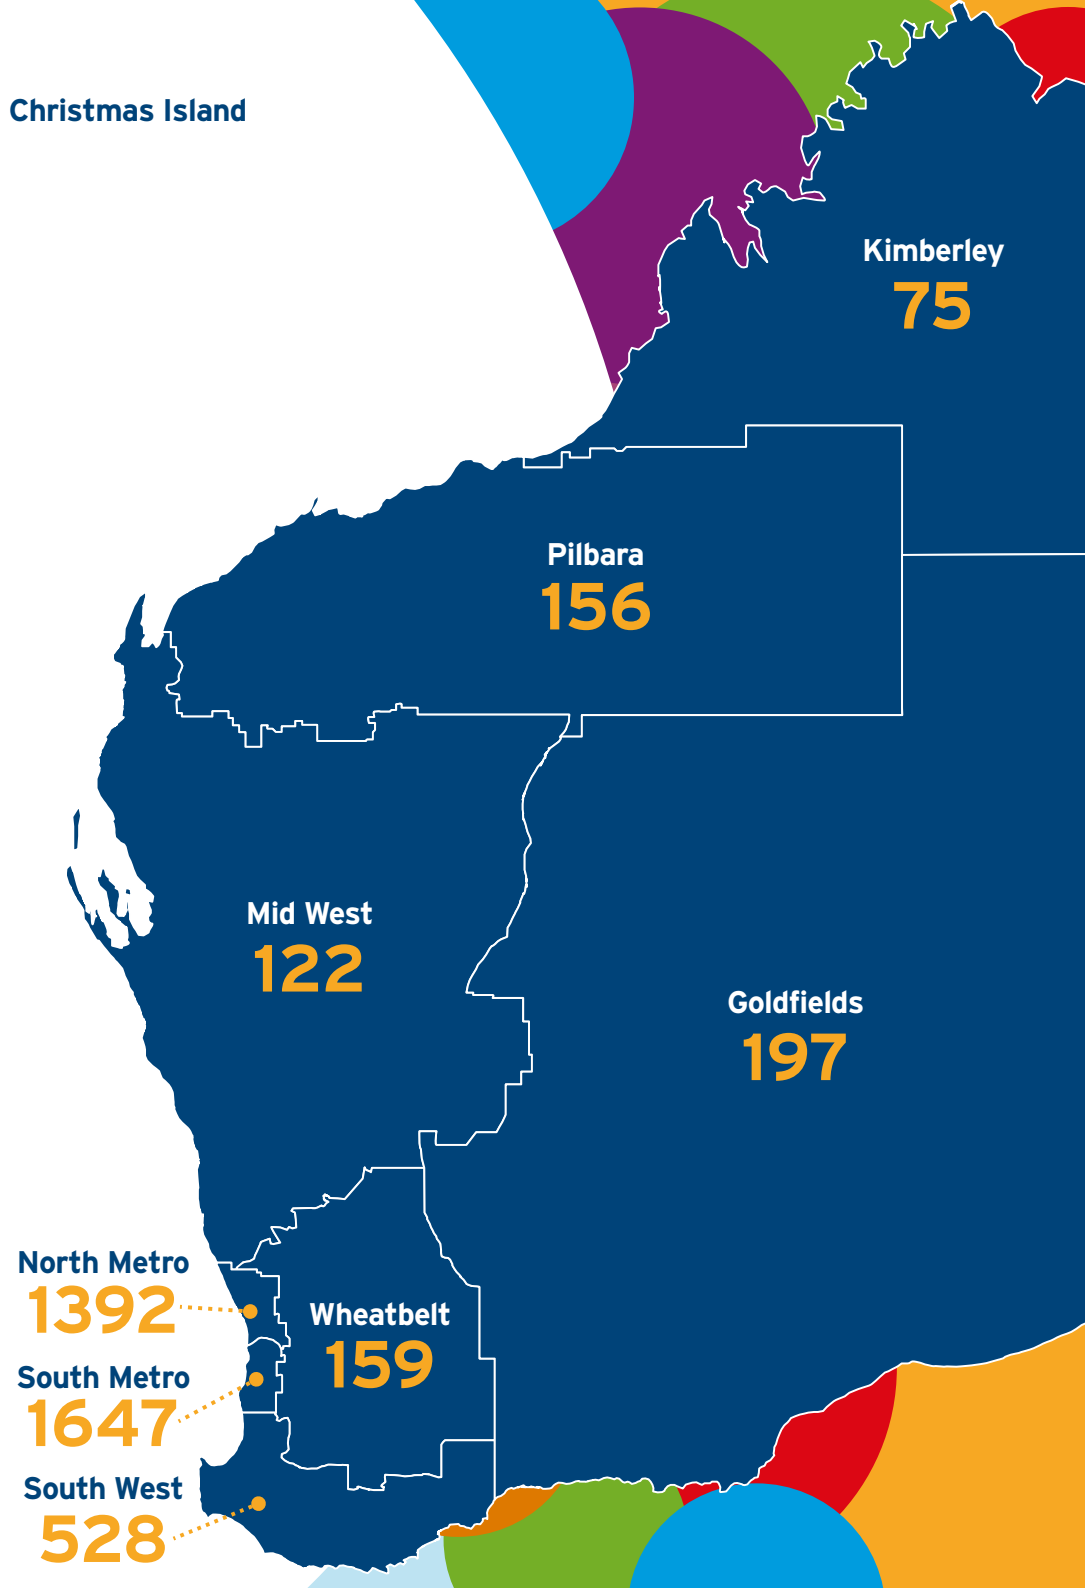 Christmas Island
Kimberley
75
Pilbara
156
Mid West
122
Goldfields
197
North Metro
1392
Wheatbelt
159
South Metro
1647
South West
528